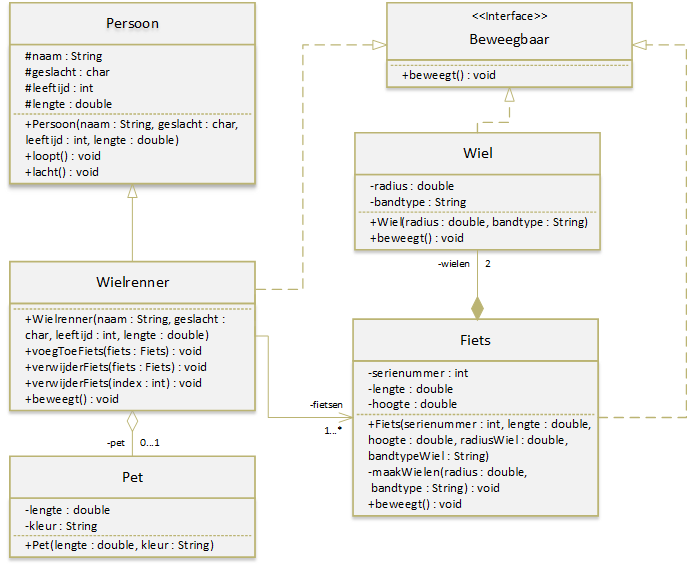 Persoon
#naam : String
#geslacht : char
#leeftijd : int
#lengte : double
+Persoon(naam : String, geslacht : char,
leeftijd : int, lengte : double)
+loopt() : void
+lacht() : void
<<Interface>>
Beweegbaar
+beweegt() : void
Wiel
-radius : double
-bandtype : String
+Wiel(radius : double, bandtype : String)
+beweegt() : void
-wielen
2
Wielrenner
+Wielrenner(naam : String, geslacht :
char, leeftijd : int, lengte : double)
+voegToeFiets(fiets : Fiets) : void
+verwijderFiets(fiets : Fiets) : void
+verwijderFiets(index : int) : void
+beweegt() : void
-fietsen
1...*
Fiets
-serienummer : int
-lengte : double
-hoogte : double
+Fiets(serienummer : int, lengte : double,
hoogte : double, radiusWiel : double,
bandtypeWiel : String)
-maakWielen(radius : double,
bandtype : String) : void
+beweegt() : void
-pet
0...1
Pet
-lengte : double
-kleur : String
+Pet(lengte : double, kleur : String)